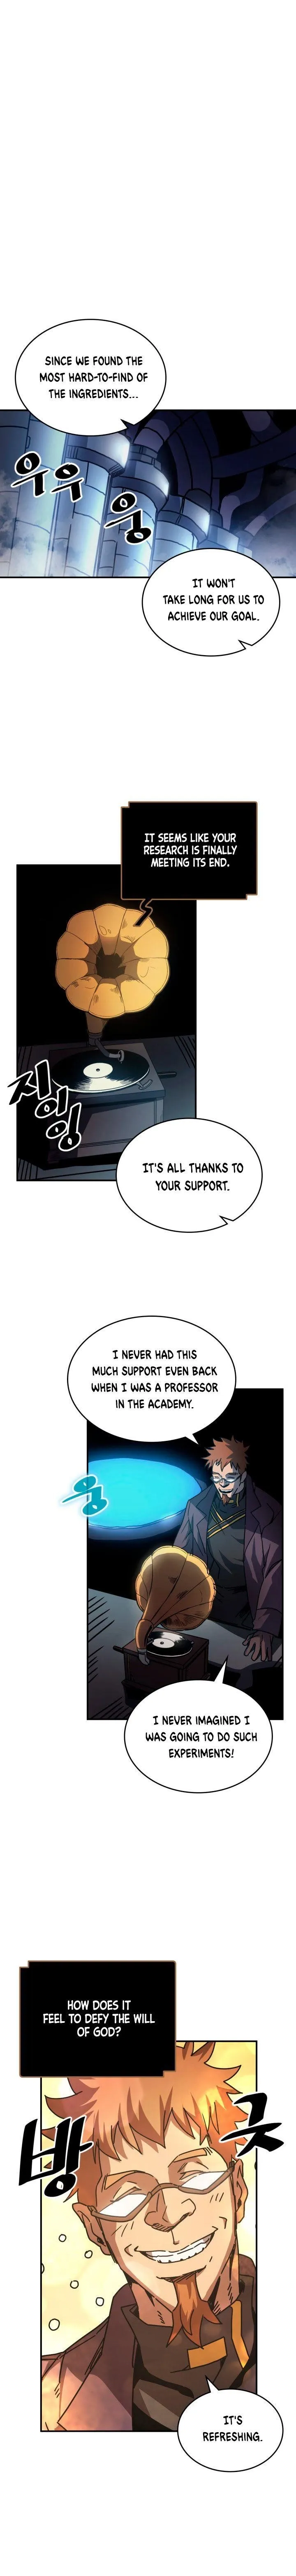 SINCE WE FOUND THE
MOST HARD-TO-FIND OF
THE INGREDIENTS...
우우웅
IT WON'T
TAKE LONG FOR US TO
ACHIEVE OUR GOAL.
IT SEEMS LIKE YOUR
RESEARCH IS FINALLY
MEETING ITS END.
지이잉
IT'S ALL THANKS TO
YOUR SUPPORT.
I NEVER HAD THIS
MUCH SUPPORT EVEN BACK
WHEN I WAS A PROFESSOR
IN THE ACADEMY.
웅
I NEVER IMAGINED I
WAS GOING TO DO SUCH
EXPERIMENTS!
HOW DOES IT
FEEL TO DEFY THE WILL
OF GOD?
방긋
IT'S
REFRESHING.